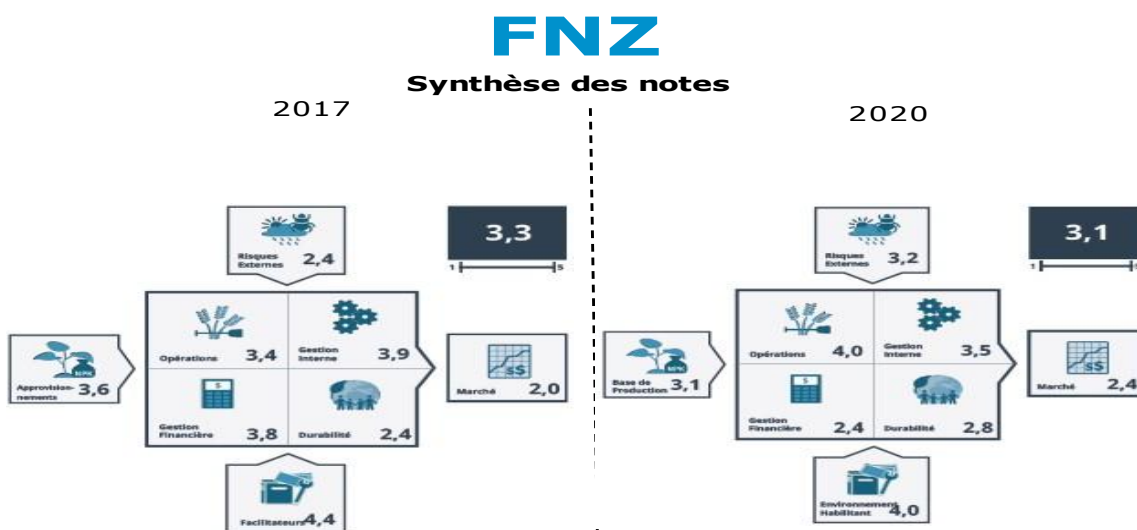 FNZ
Synthèse des notes
2017
2020
Risques
Externes 2,4
3,3
1 5
Opérations 3,4
Gestion
Interne 3,9
Approvision-
nements 3,6
Marché 2,0
Gestion
Financière 3,8
Durabilité 2,4
Facilitateurs 4,4
Risques
Externes 3,2
3,1
1
Opérations 4,0
Gestion
Interne 3,5
Base de
Production 3,1
Marché 2,4
Gestion
Financière 2,4
Durabilité 2,8
Environnement
Habilitant 4,0